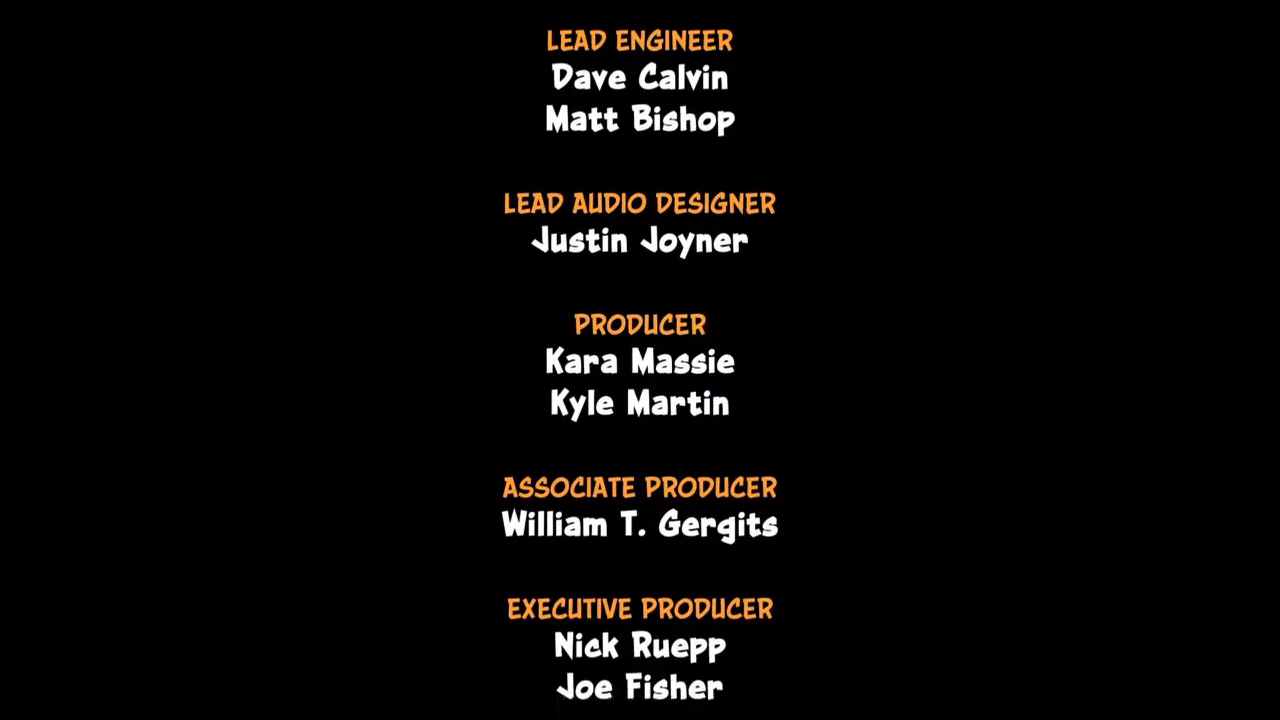 LEAD ENGINEER
Dave Calvin
Matt Bishop
LEAD AUDIO DESIGNER
Justin Joyner
PRODUCER
Kara Massie
Kyle Martin
ASSOCIATE PRODUCER
William T. Gergits
EXECUTIVE PRODUCER
Nick Ruepp
Joe Fisher